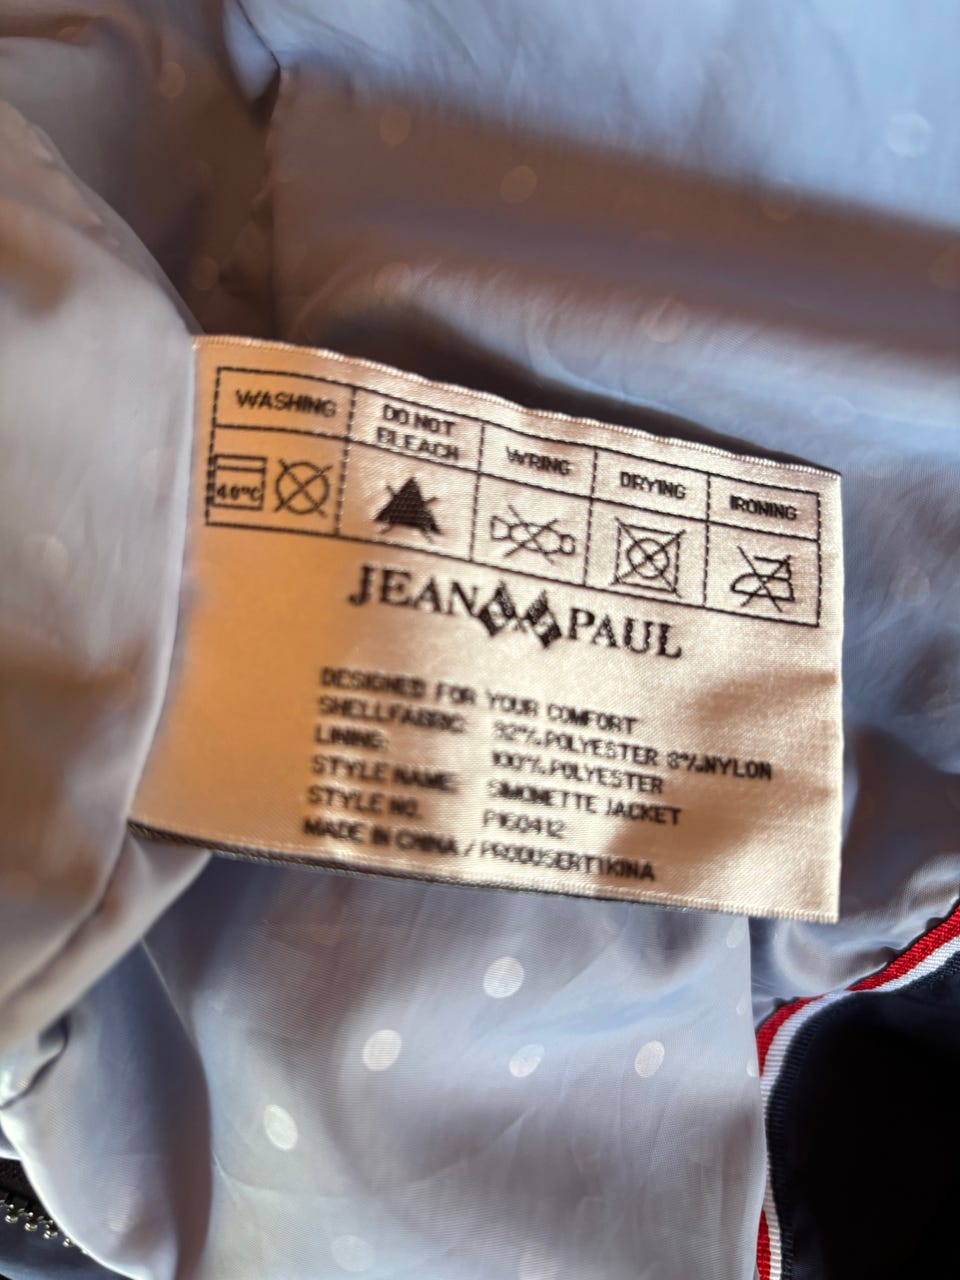 WASHING
DO NOT
BLEACH
WRING
DRYING
IRONING
40°C
JEAN PAUL
DESIGNED FOR YOUR COMFORT
SHELLFABRIC: 92% POLYESTER 8% NYLON
LINING: 100% POLYESTER
STYLE NAME: SIMONETTE JACKET
STYLE NO. P160412
MADE IN CHINA / PRODUSERT I KINA